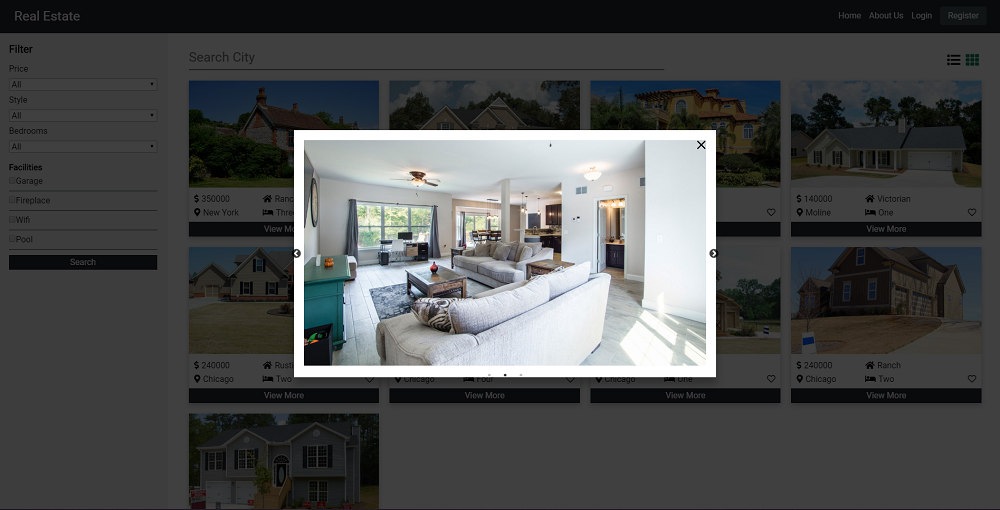 Real Estate
Home About Us Login Register
Filter
Search City
Price
All
Style
All
Bedrooms
All
Facilities
Garage
Fireplace
Wifi
Pool
Search
$ 350000 Ranc
New York Three
View M
$ 140000 Victorian
Moline One
View More
$ 240000 Rusti
Chicago Two
View More
Chicago Four
View More
Chicago One
View More
$ 240000 Ranch
Chicago Two
View More